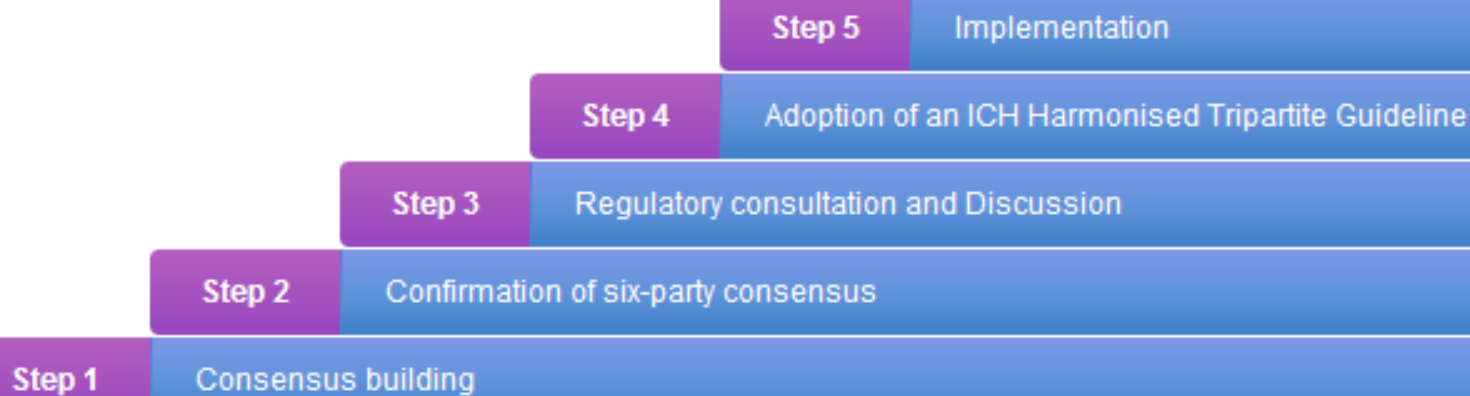 Step 5 Implementation
Step 4 Adoption of an ICH Harmonised Tripartite Guideline
Step 3 Regulatory consultation and Discussion
Step 2 Confirmation of six-party consensus
Step 1 Consensus building